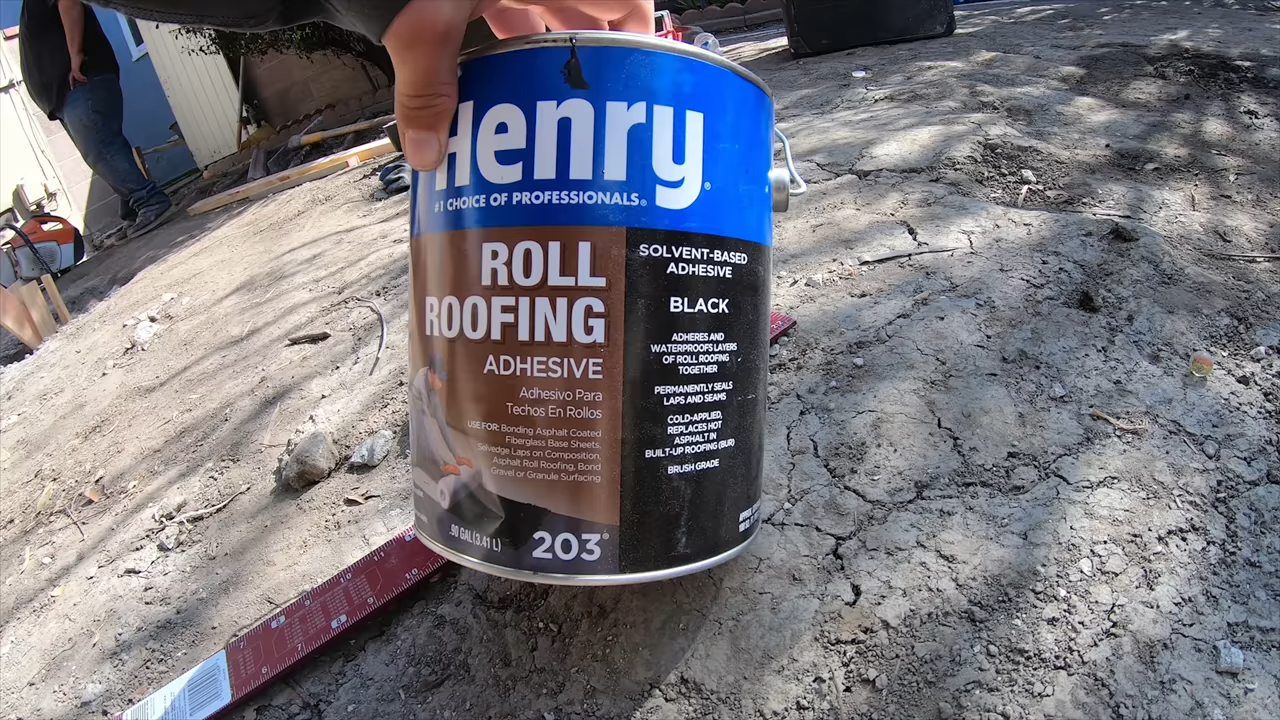 Henry®
#1 CHOICE OF PROFESSIONALS®
ROLL
ROOFING
ADHESIVE
Adhesivo Para
Techos En Rollos
USE FOR: Bonding Asphalt Coated
Fiberglass Base Sheets,
Selvedge Laps on Composition,
Asphalt Roll Roofing, Bond
Gravel or Granule Surfacing
.90 GAL (3.41 L)
203®
SOLVENT-BASED
ADHESIVE
BLACK
ADHERES AND
WATERPROOFS LAYERS
OF ROLL ROOFING
TOGETHER
PERMANENTLY SEALS
LAPS AND SEAMS
COLD-APPLIED,
REPLACES HOT
ASPHALT IN
BUILT-UP ROOFING (BUR)
BRUSH GRADE